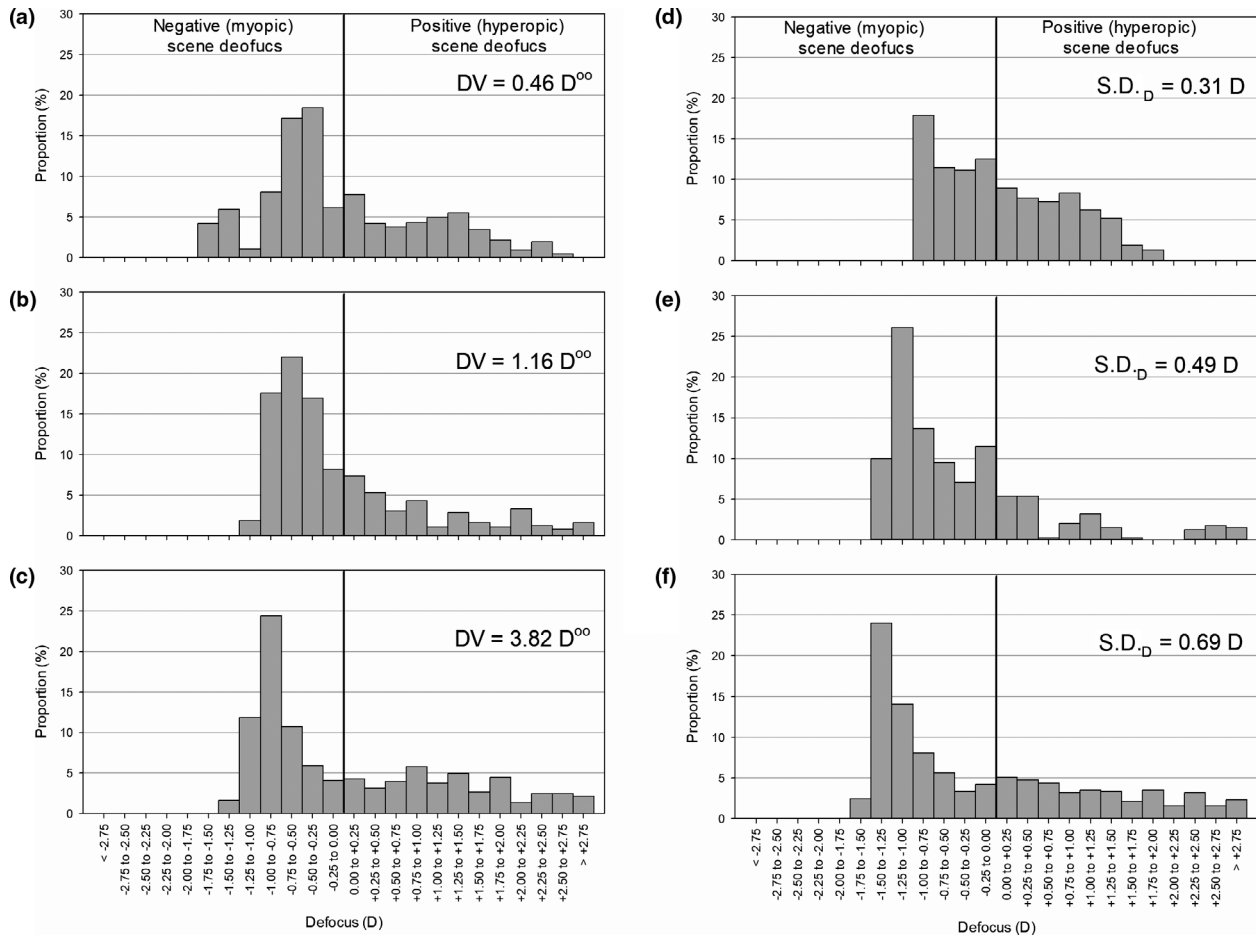 (a)
Negative (myopic)
scene deofucs
Positive (hyperopic)
scene deofucs
DV = 0.46 D°°
Proportion (%)
30
25
20
15
10
5
0
(b)
DV = 1.16 D°°
Proportion (%)
30
25
20
15
10
5
0
(c)
DV = 3.82 D°°
Proportion (%)
30
25
20
15
10
5
0
< -2.75
-2.75 to -2.50
-2.50 to -2.25
-2.25 to -2.00
-2.00 to -1.75
-1.75 to -1.50
-1.50 to -1.25
-1.25 to -1.00
-1.00 to -0.75
-0.75 to -0.50
-0.50 to -0.25
-0.25 to 0.00
0.00 to +0.25
+0.25 to +0.50
+0.50 to +0.75
+0.75 to +1.00
+1.00 to +1.25
+1.25 to +1.50
+1.50 to +1.75
+1.75 to +2.00
+2.00 to +2.25
+2.25 to +2.50
+2.50 to +2.75
> +2.75
Defocus (D)
(d)
Negative (myopic)
scene deofucs
Positive (hyperopic)
scene deofucs
S.D.D = 0.31 D
Proportion (%)
30
25
20
15
10
5
0
(e)
S.D.D = 0.49 D
Proportion (%)
30
25
20
15
10
5
0
(f)
S.D.D = 0.69 D
Proportion (%)
30
25
20
15
10
5
0
< -2.75
-2.75 to -2.50
-2.50 to -2.25
-2.25 to -2.00
-2.00 to -1.75
-1.75 to -1.50
-1.50 to -1.25
-1.25 to -1.00
-1.00 to -0.75
-0.75 to -0.50
-0.50 to -0.25
-0.25 to 0.00
0.00 to +0.25
+0.25 to +0.50
+0.50 to +0.75
+0.75 to +1.00
+1.00 to +1.25
+1.25 to +1.50
+1.50 to +1.75
+1.75 to +2.00
+2.00 to +2.25
+2.25 to +2.50
+2.50 to +2.75
> +2.75
Defocus (D)